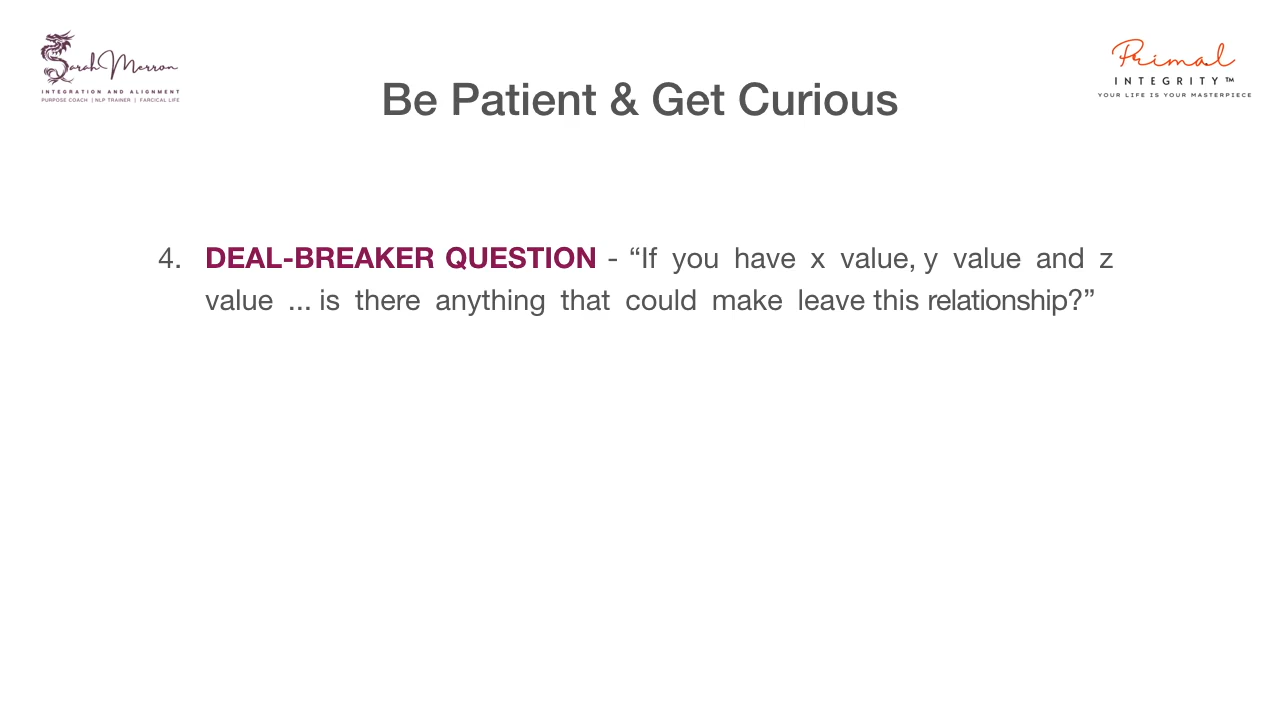 Sarah Merron
INTEGRATION AND ALIGNMENT
PURPOSE COACH | NLP TRAINER | FARCICAL LIFE
Primal
INTEGRITY™
YOUR LIFE IS YOUR MASTERPIECE
Be Patient & Get Curious
4. DEAL-BREAKER QUESTION - “If you have x value, y value and z
value ... is there anything that could make leave this relationship?”